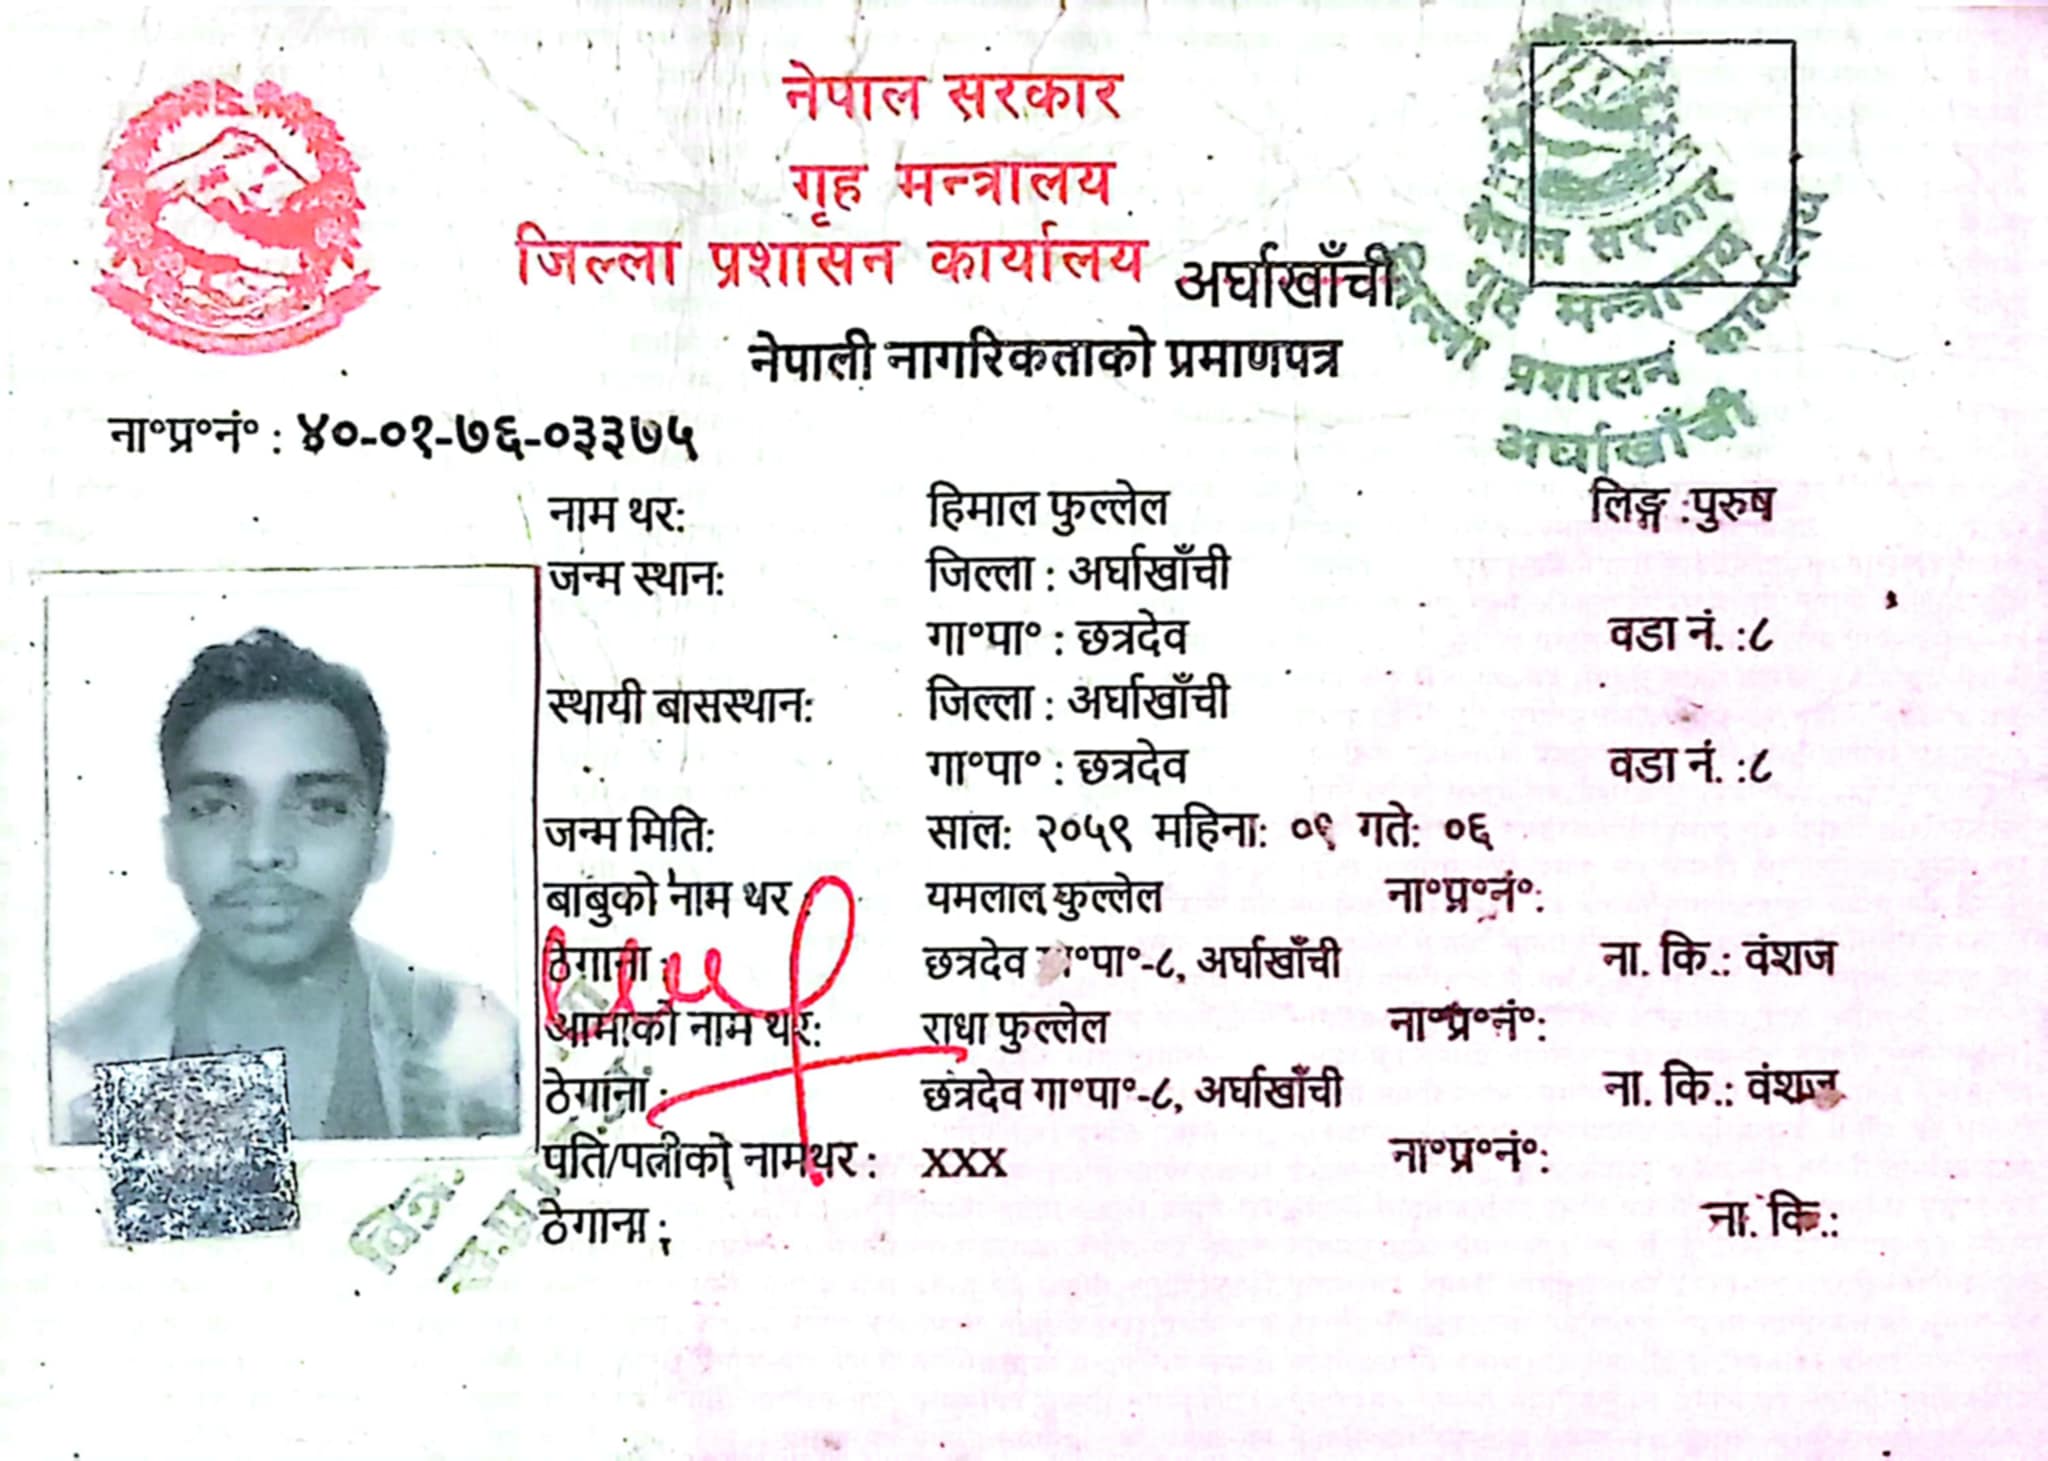 नेपाल सरकार
गृह मन्त्रालय
जिल्ला प्रशासन कार्यालय अर्घाखाँची
नेपाली नागरिकताको प्रमाणपत्र
नेपाल सरकार
गृह मन्त्रालय
जिल्ला प्रशासन कार्यालय
अर्घाखाँची
ना°प्र°नं° : ४०-०१-७६-०३३७५
नाम थर: हिमाल फुल्लेल लिङ्ग :पुरुष
जन्म स्थान: जिल्ला : अर्घाखाँची
गा°पा° : छत्रदेव वडा नं. :८
स्थायी बासस्थान: जिल्ला : अर्घाखाँची
गा°पा° : छत्रदेव वडा नं. :८
जन्म मिति: साल: २०५९ महिना: ०९ गते: ०६
बाबुको नाम थर : यमलाल फुल्लेल ना°प्र°नं°:
ठेगाना : छत्रदेव गा°पा°-८, अर्घाखाँची ना. कि.: वंशज
आमाको नाम थर: राधा फुल्लेल ना°प्र°नं°:
ठेगाना : छत्रदेव गा°पा°-८, अर्घाखाँची ना. कि.: वंशज
पति/पत्नीको नामथर : xxx ना°प्र°नं°:
ठेगाना : ना. कि.: